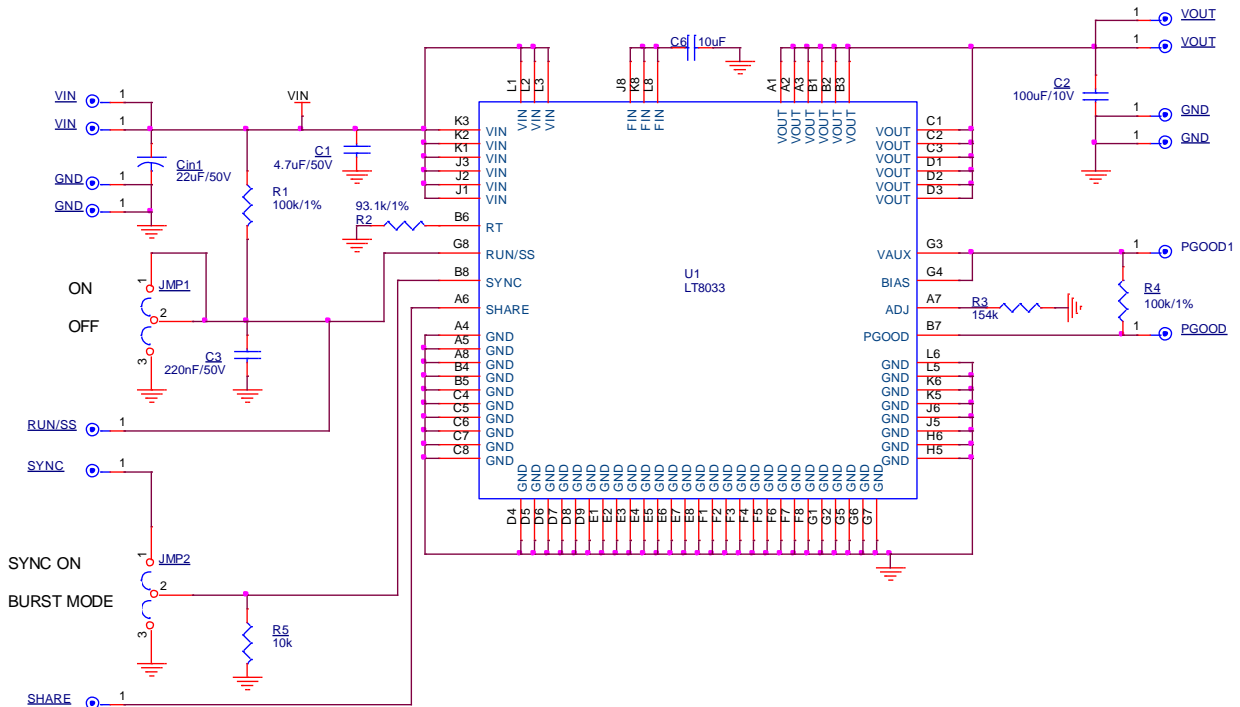 1 VOUT
1 VOUT
C6 10uF
C2
100uF/10V
1 GND
1 GND
L1 L2 L3
VIN VIN VIN
J8 K8 L8
FIN FIN FIN
A1 A2 A3 B1 B2 B3
VOUT VOUT VOUT VOUT VOUT VOUT
VIN 1
VIN 1
VIN
Cin1
22uF/50V
GND 1
GND 1
R1
100k/1%
C1
4.7uF/50V
93.1k/1%
R2
K3 VIN
K2 VIN
K1 VIN
J3 VIN
J2 VIN
J1 VIN
B6 RT
G8 RUN/SS
B8 SYNC
A6 SHARE
A4 GND
A5 GND
A8 GND
B4 GND
B5 GND
C4 GND
C5 GND
C6 GND
C7 GND
C8 GND
U1
LT8033
VOUT C1
VOUT C2
VOUT C3
VOUT D1
VOUT D2
VOUT D3
VAUX G3
BIAS G4
ADJ A7
PGOOD B7
GND L6
GND L5
GND K6
GND K5
GND J6
GND J5
GND H6
GND H5
1 PGOOD1
R3
154k
R4
100k/1%
1 PGOOD
GND GND GND GND GND GND GND GND GND GND GND GND GND GND GND GND GND GND GND GND GND GND GND GND GND GND GND
D4 D5 D6 D7 D8 D9 E1 E2 E3 E4 E5 E6 E7 E8 F1 F2 F3 F4 F5 F6 F7 F8 G1 G2 G5 G6 G7
ON
OFF
1 JMP1
2
3
C3
220nF/50V
RUN/SS 1
SYNC 1
SYNC ON
BURST MODE
1 JMP2
2
3
R5
10k
SHARE 1